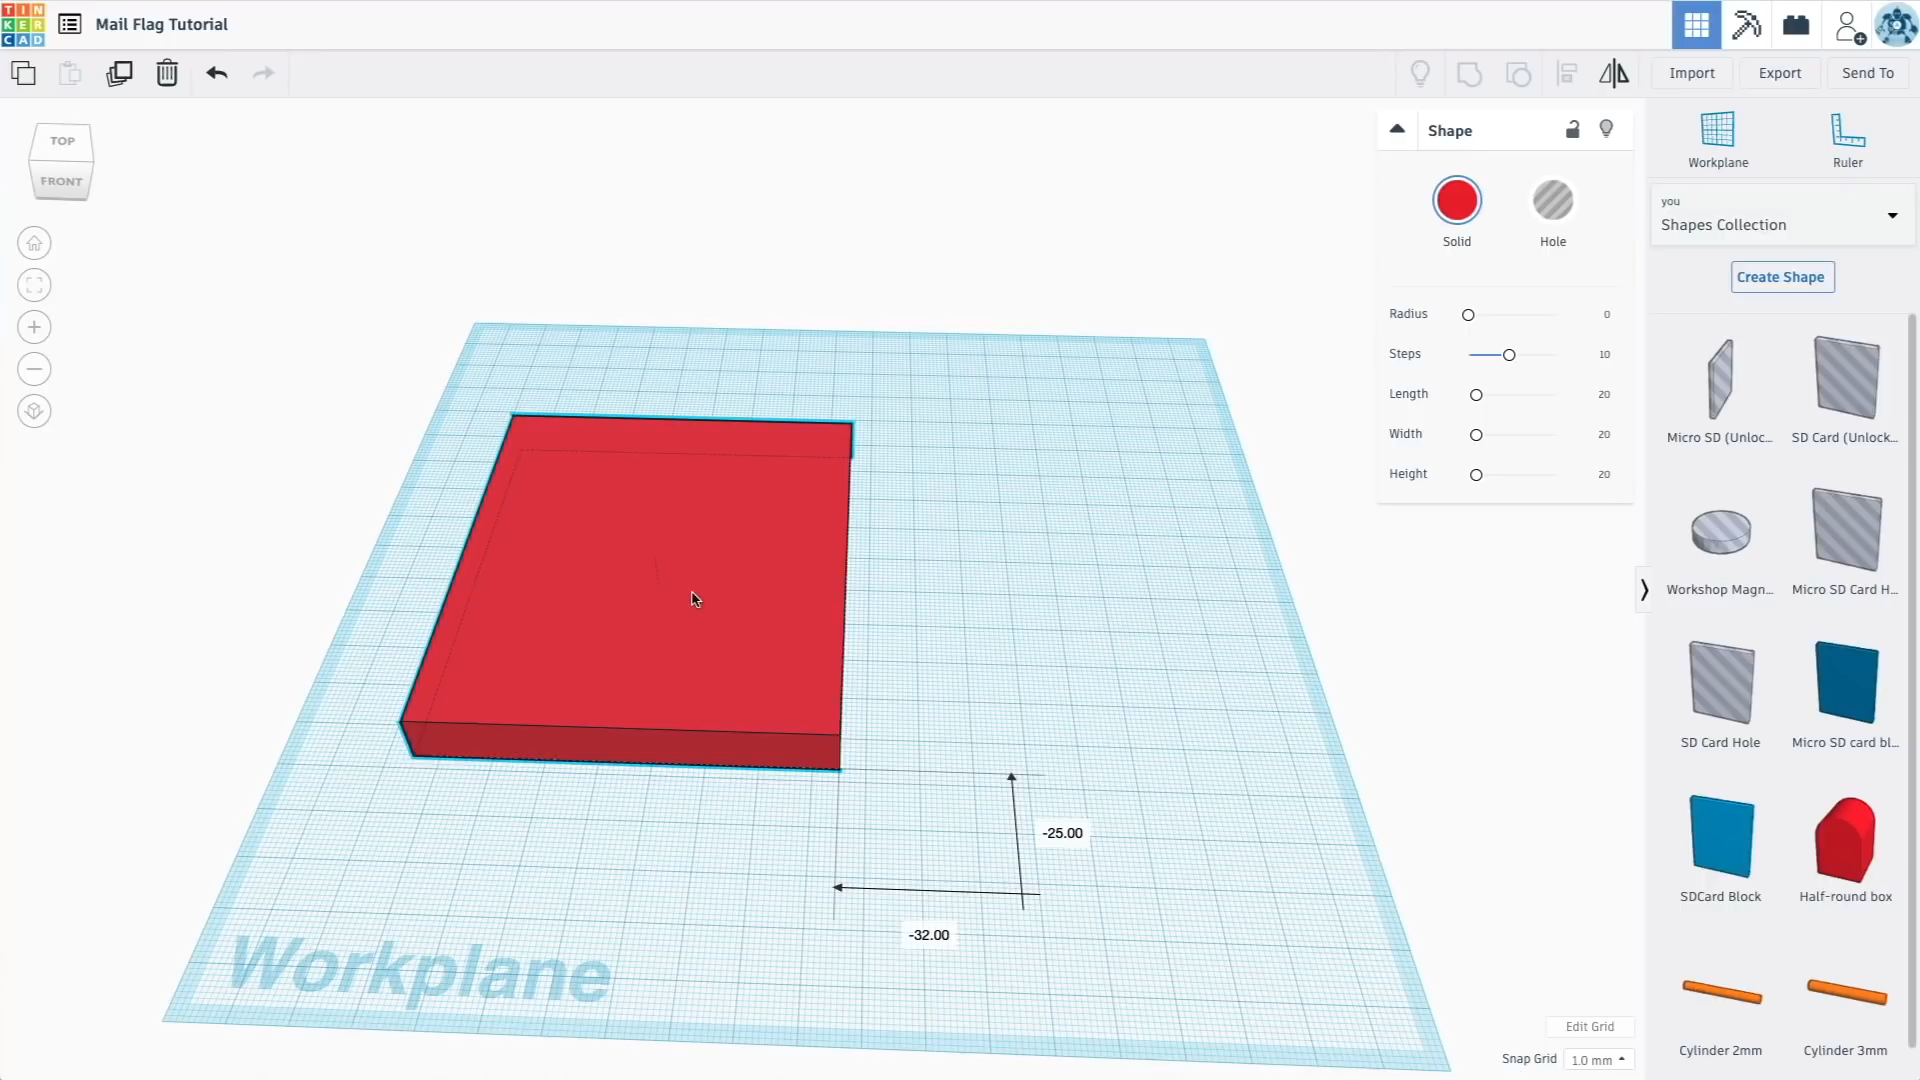 TIN
KER
CAD
Mail Flag Tutorial
Import
Export
Send To
TOP
FRONT
Shape
Solid
Hole
Radius 0
Steps 10
Length 20
Width 20
Height 20
Workplane
Ruler
you
Shapes Collection
Create Shape
Micro SD (Unloc...
SD Card (Unlock...
Workshop Magn...
Micro SD Card H...
SD Card Hole
Micro SD card bl...
SDCard Block
Half-round box
Cylinder 2mm
Cylinder 3mm
-25.00
-32.00
Workplane
Edit Grid
Snap Grid 1.0 mm